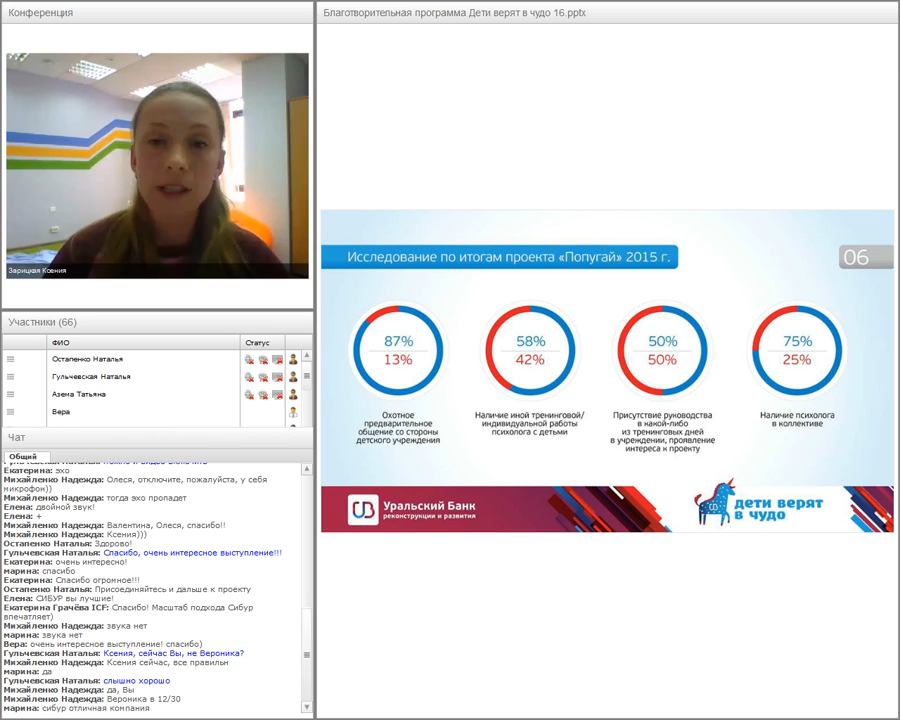 Конференция
Зарицкая Ксения
Участники (66)
ФИО
Статус
Остапенко Наталья
Гульчевская Наталья
Азема Татьяна
Вера
Чат
Общий
Екатерина: эхо
Михайленко Надежда: Олеся, отключите, пожалуйста, у себя
микрофон))
Михайленко Надежда: тогда эхо пропадет
Елена: двойной звук!
Елена: +
Михайленко Надежда: Валентина, Олеся, спасибо!!
Михайленко Надежда: Ксения)))
Остапенко Наталья: Здорово!
Гульчевская Наталья: Спасибо, очень интересное выступление!!!
Екатерина: очень интересно!
марина: спасибо
Екатерина: Спасибо огромное!!!
Остапенко Наталья: Присоединяйтесь и дальше к проекту
Елена: СИБУР вы лучшие!
Екатерина Грачёва ICF: Спасибо! Масштаб подхода Сибур
впечатляет)
Михайленко Надежда: звука нет
марина: звука нет
Вера: очень интересное выступление! спасибо)
Гульчевская Наталья: Ксения, сейчас Вы, не Вероника?
Михайленко Надежда: Ксения сейчас, все правильн
марина: да
Гульчевская Наталья: слышно хорошо
Михайленко Надежда: да, Вы
Михайленко Надежда: Вероника в 12/30
марина: сибур отличная компания
Благотворительная программа Дети верят в чудо 16.pptx
Исследование по итогам проекта «Попугай» 2015 г.
06
87%
13%
Охотное
предварительное
общение со стороны
детского учреждения
58%
42%
Наличие иной тренинговой/
индивидуальной работы
психолога с детьми
50%
50%
Присутствие руководства
в какой-либо
из тренинговых дней
в учреждении, проявление
интереса к проекту
75%
25%
Наличие психолога
в коллективе
Уральский Банк
реконструкции и развития
дети верят
в чудо